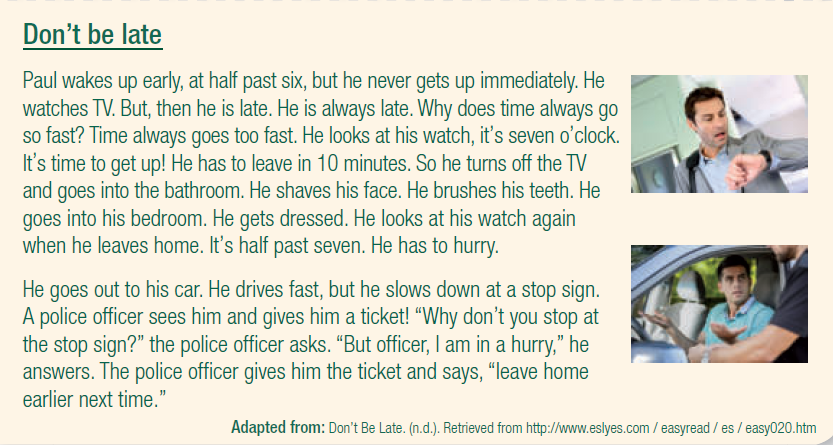 Don't be late
Paul wakes up early, at half past six, but he never gets up immediately. He
watches TV. But, then he is late. He is always late. Why does time always go
so fast? Time always goes too fast. He looks at his watch, it's seven o'clock.
It's time to get up! He has to leave in 10 minutes. So he turns off the TV
and goes into the bathroom. He shaves his face. He brushes his teeth. He
goes into his bedroom. He gets dressed. He looks at his watch again
when he leaves home. It's half past seven. He has to hurry.
He goes out to his car. He drives fast, but he slows down at a stop sign.
A police officer sees him and gives him a ticket! “Why don't you stop at
the stop sign?” the police officer asks. “But officer, I am in a hurry,” he
answers. The police officer gives him the ticket and says, “leave home
earlier next time.”
Adapted from: Don't Be Late. (n.d.). Retrieved from http://www.eslyes.com / easyread / es / easy020.htm